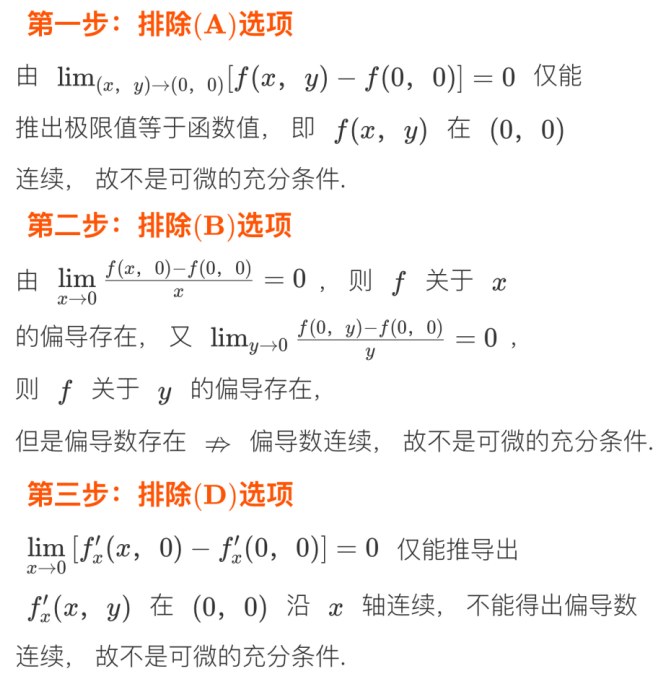 第一步：排除(A)选项
由 lim_{(x, y)→(0, 0)}[f(x, y) − f(0, 0)] = 0 仅能
推出极限值等于函数值，即 f(x, y) 在 (0, 0)
连续，故不是可微的充分条件.
第二步：排除(B)选项
由 lim_{x→0} \frac{f(x, 0)−f(0, 0)}{x} = 0 ，则 f 关于 x
的偏导存在，又 lim_{y→0} \frac{f(0, y)−f(0, 0)}{y} = 0 ，
则 f 关于 y 的偏导存在，
但是偏导数存在 ⇏ 偏导数连续，故不是可微的充分条件.
第三步：排除(D)选项
lim_{x→0} [f′_x(x, 0) − f′_x(0, 0)] = 0 仅能推导出
f′_x(x, y) 在 (0, 0) 沿 x 轴连续，不能得出偏导数
连续，故不是可微的充分条件.